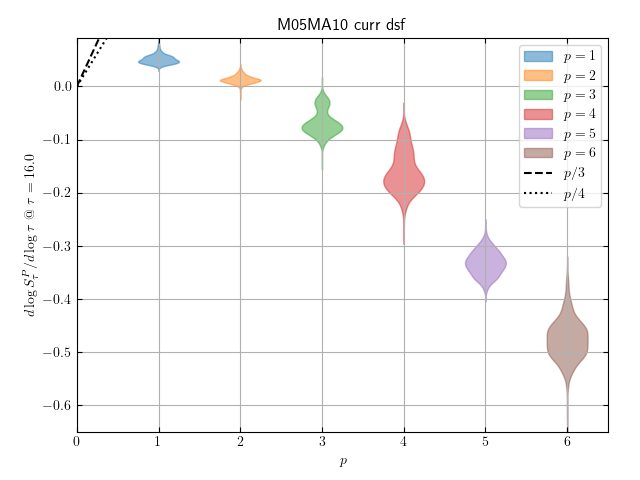 M05MA10 curr dsf
d log S_τ^p / d log τ @ τ = 16.0
0.0
−0.1
−0.2
−0.3
−0.4
−0.5
−0.6
0 1 2 3 4 5 6
p
p = 1
p = 2
p = 3
p = 4
p = 5
p = 6
p/3
p/4